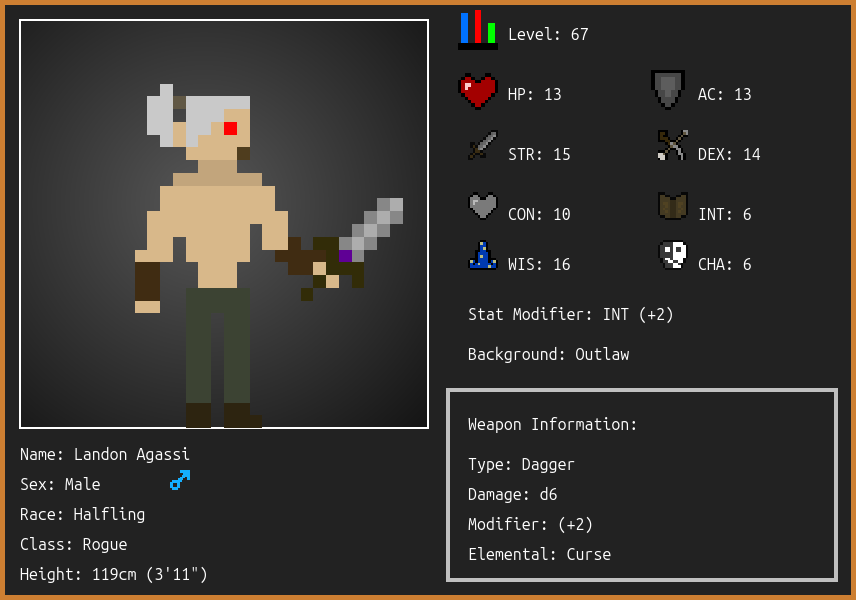 Level: 67
HP: 13
AC: 13
STR: 15
DEX: 14
CON: 10
INT: 6
WIS: 16
CHA: 6
Stat Modifier: INT (+2)
Background: Outlaw
Weapon Information:
Type: Dagger
Damage: d6
Modifier: (+2)
Elemental: Curse
Name: Landon Agassi
Sex: Male
Race: Halfling
Class: Rogue
Height: 119cm (3'11")